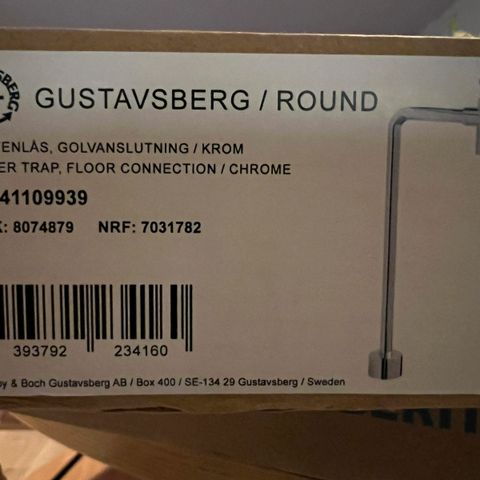 GUSTAVSBERG / ROUND
TENLÅS, GOLVANSLUTNING / KROM
ER TRAP, FLOOR CONNECTION / CHROME
41109939
K: 8074879 NRF: 7031782
393792 234160
oy & Boch Gustavsberg AB / Box 400 / SE-134 29 Gustavsberg / Sweden